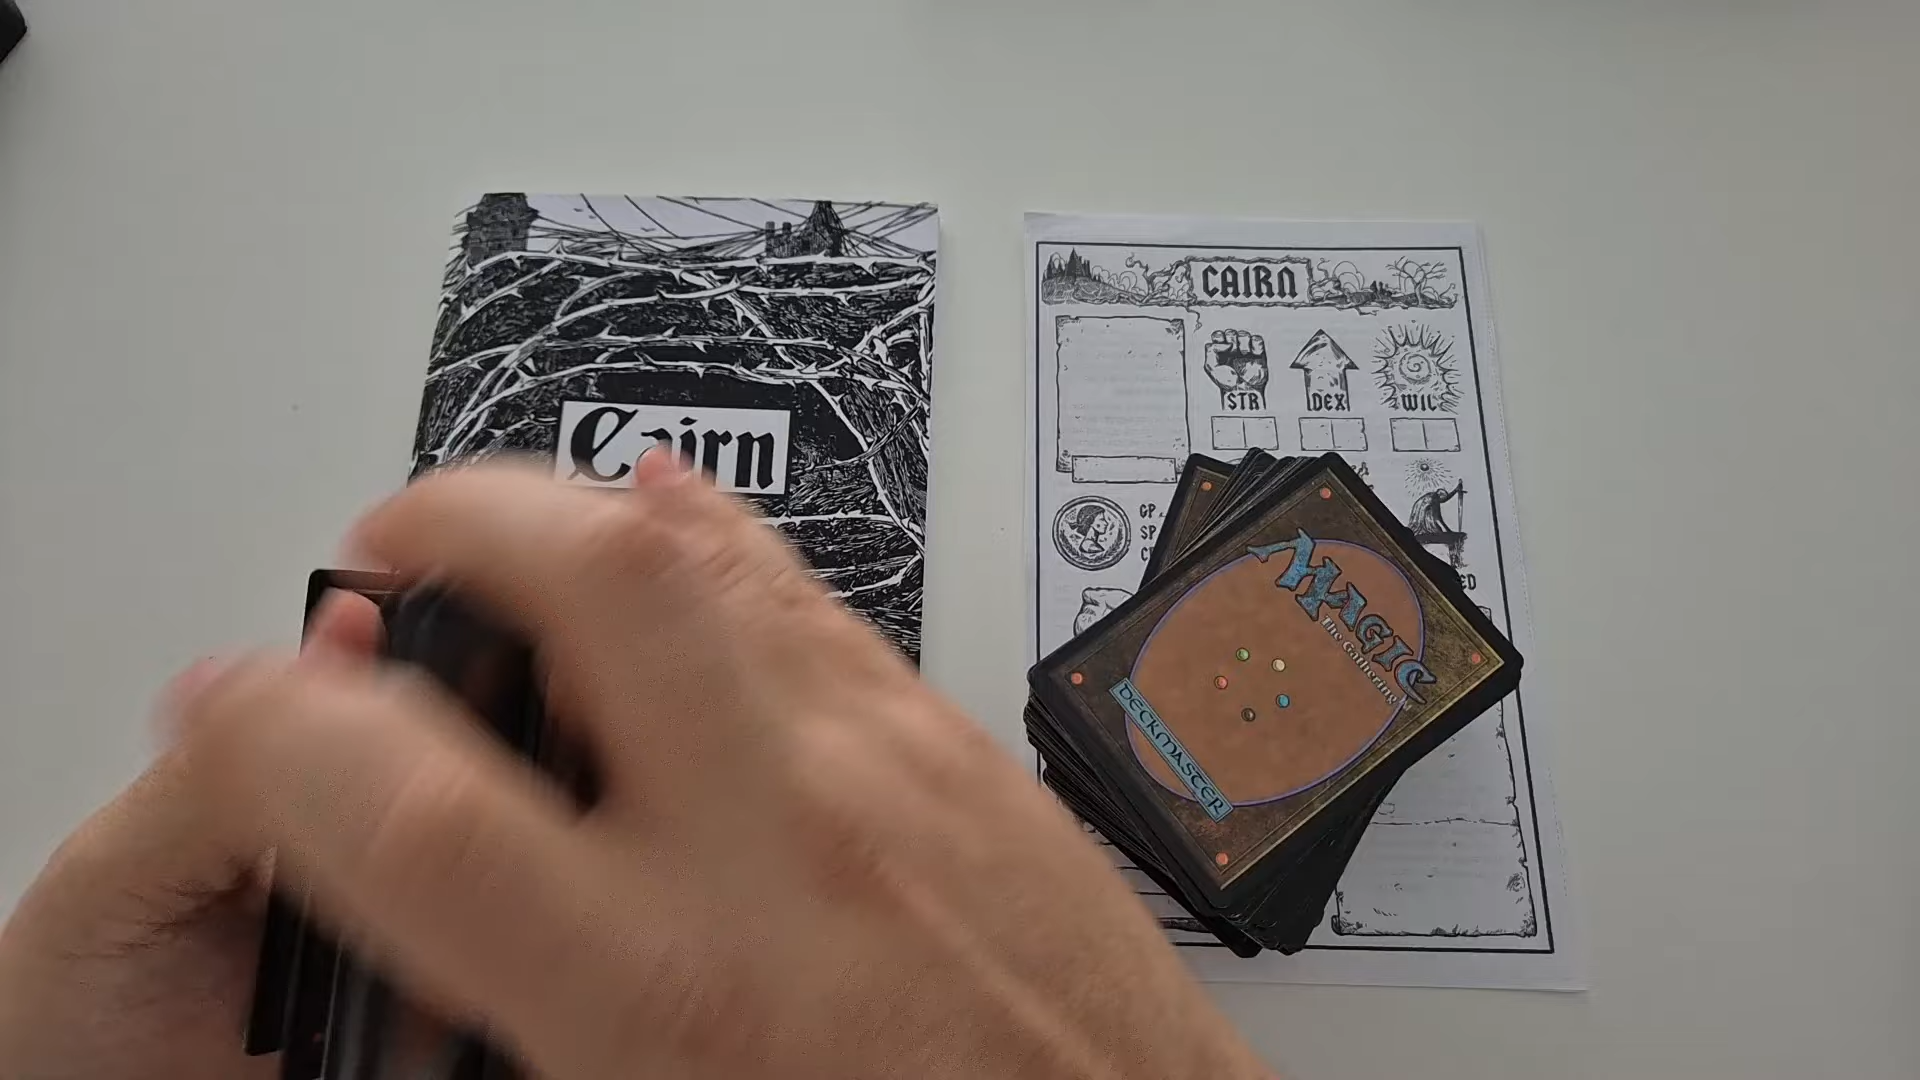 Cairn
CAIRN
STR DEX WIL
GP
SP
MAGIC
The Gathering
DECKMASTER